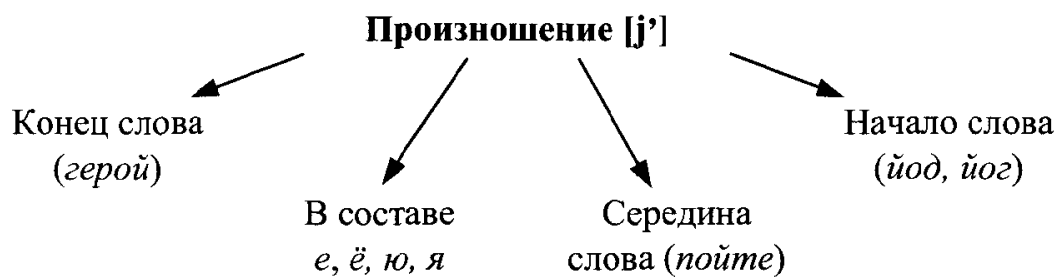 Произношение [j’]
Конец слова
(герой)
В составе
е, ё, ю, я
Середина
слова (пойте)
Начало слова
(йод, йог)